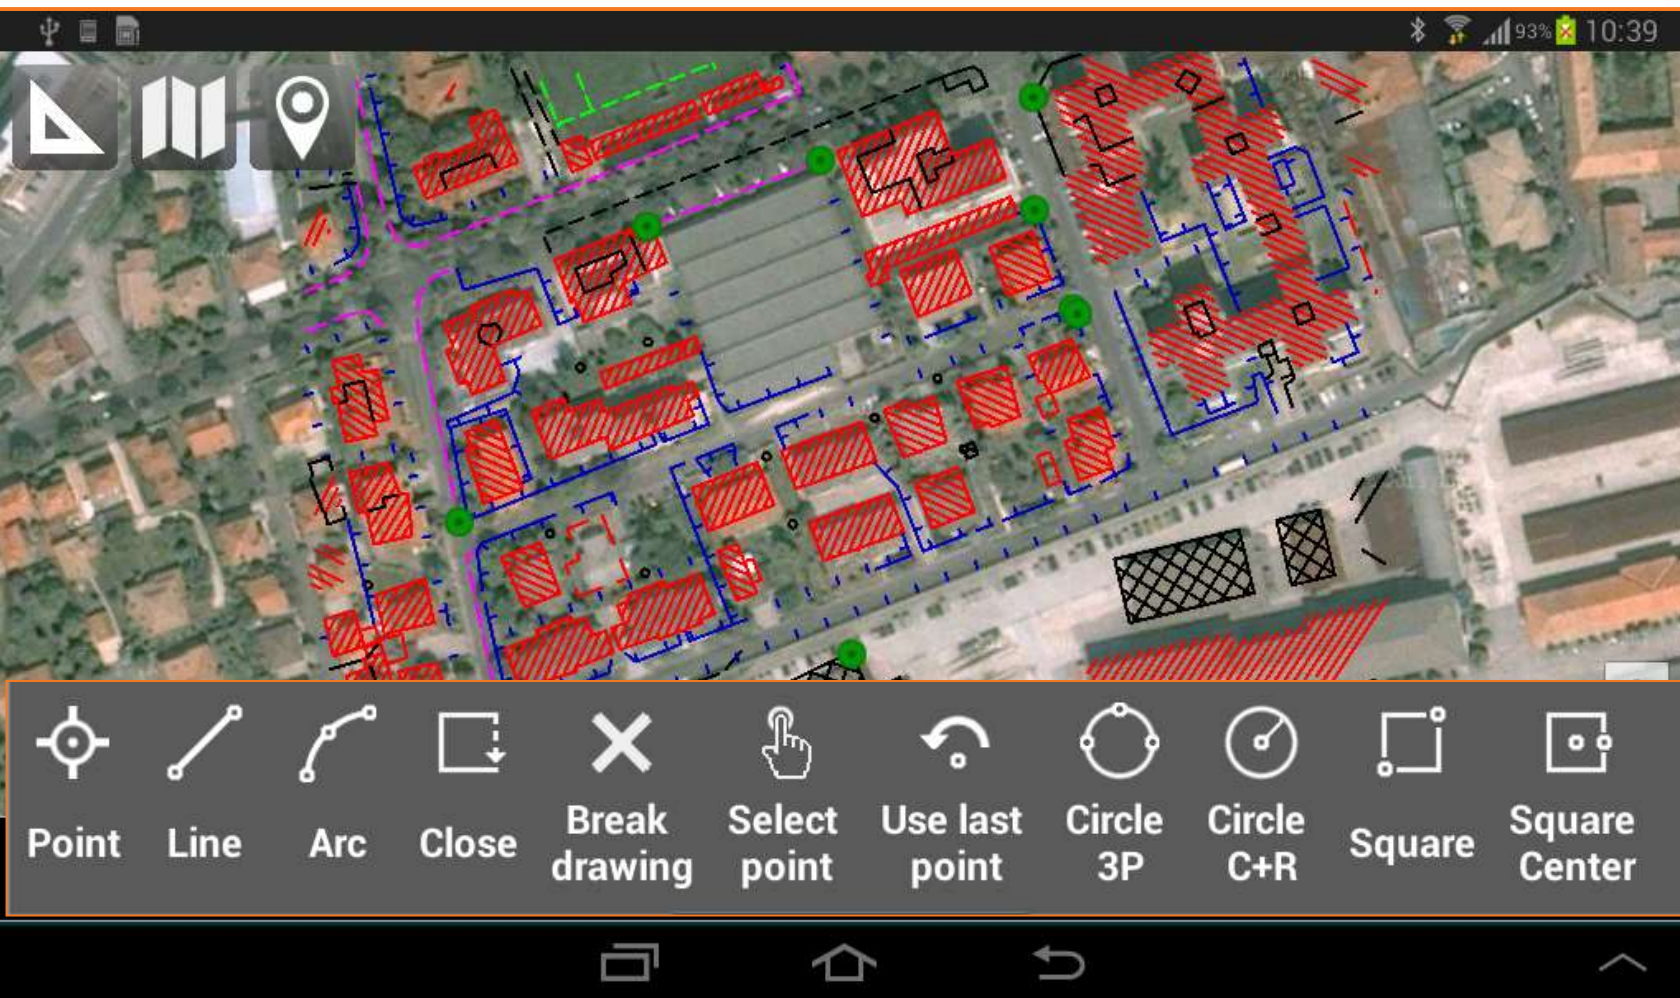 93% 10:39
Point
Line
Arc
Close
Break
drawing
Select
point
Use last
point
Circle
3P
Circle
C+R
Square
Square
Center